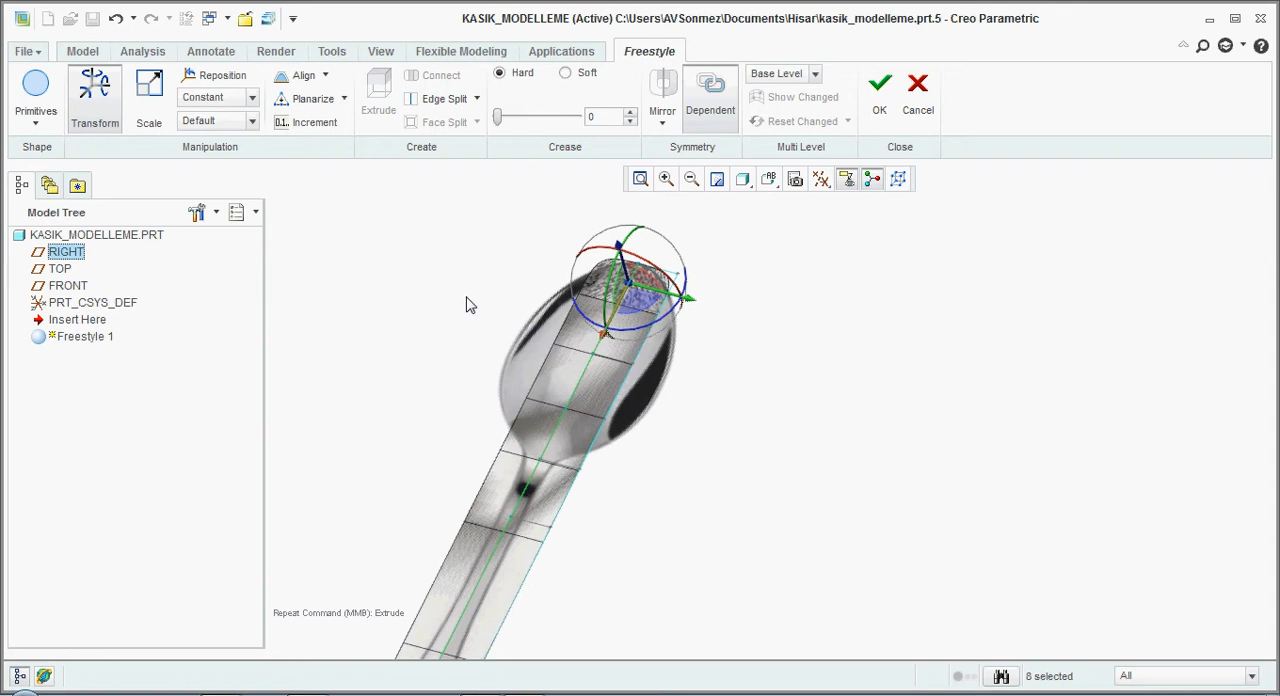 KASIK_MODELLEME (Active) C:\Users\AVSonmez\Documents\Hisar\kasik_modelleme.prt.5 - Creo Parametric
File Model Analysis Annotate Render Tools View Flexible Modeling Applications Freestyle
Primitives Transform Scale Reposition Constant Default Align Planarize Increment
Extrude Connect Edge Split Face Split
Hard Soft 0
Mirror Dependent Base Level Show Changed Reset Changed OK Cancel
Shape Manipulation Create Crease Symmetry Multi Level Close
Model Tree
KASIK_MODELLEME.PRT
RIGHT
TOP
FRONT
PRT_CSYS_DEF
Insert Here
Freestyle 1
Repeat Command (MMB): Extrude
8 selected All